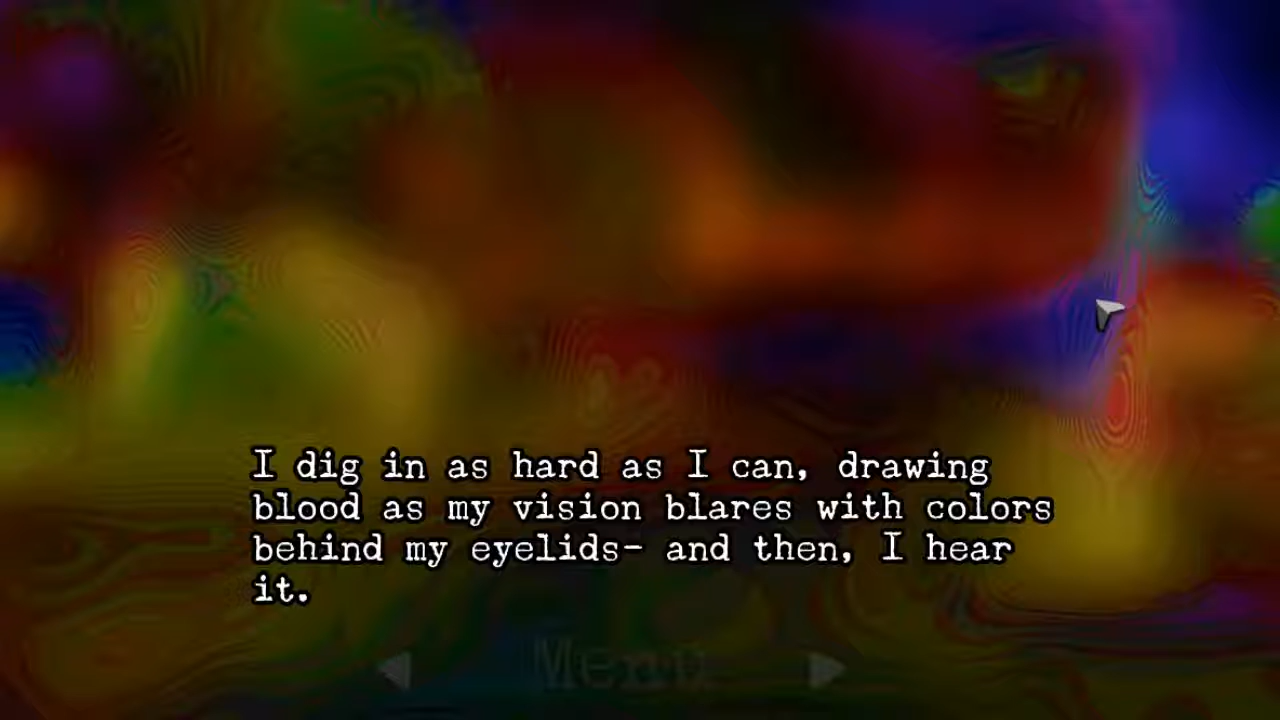 I dig in as hard as I can, drawing
blood as my vision blares with colors
behind my eyelids- and then, I hear
it.
Menu